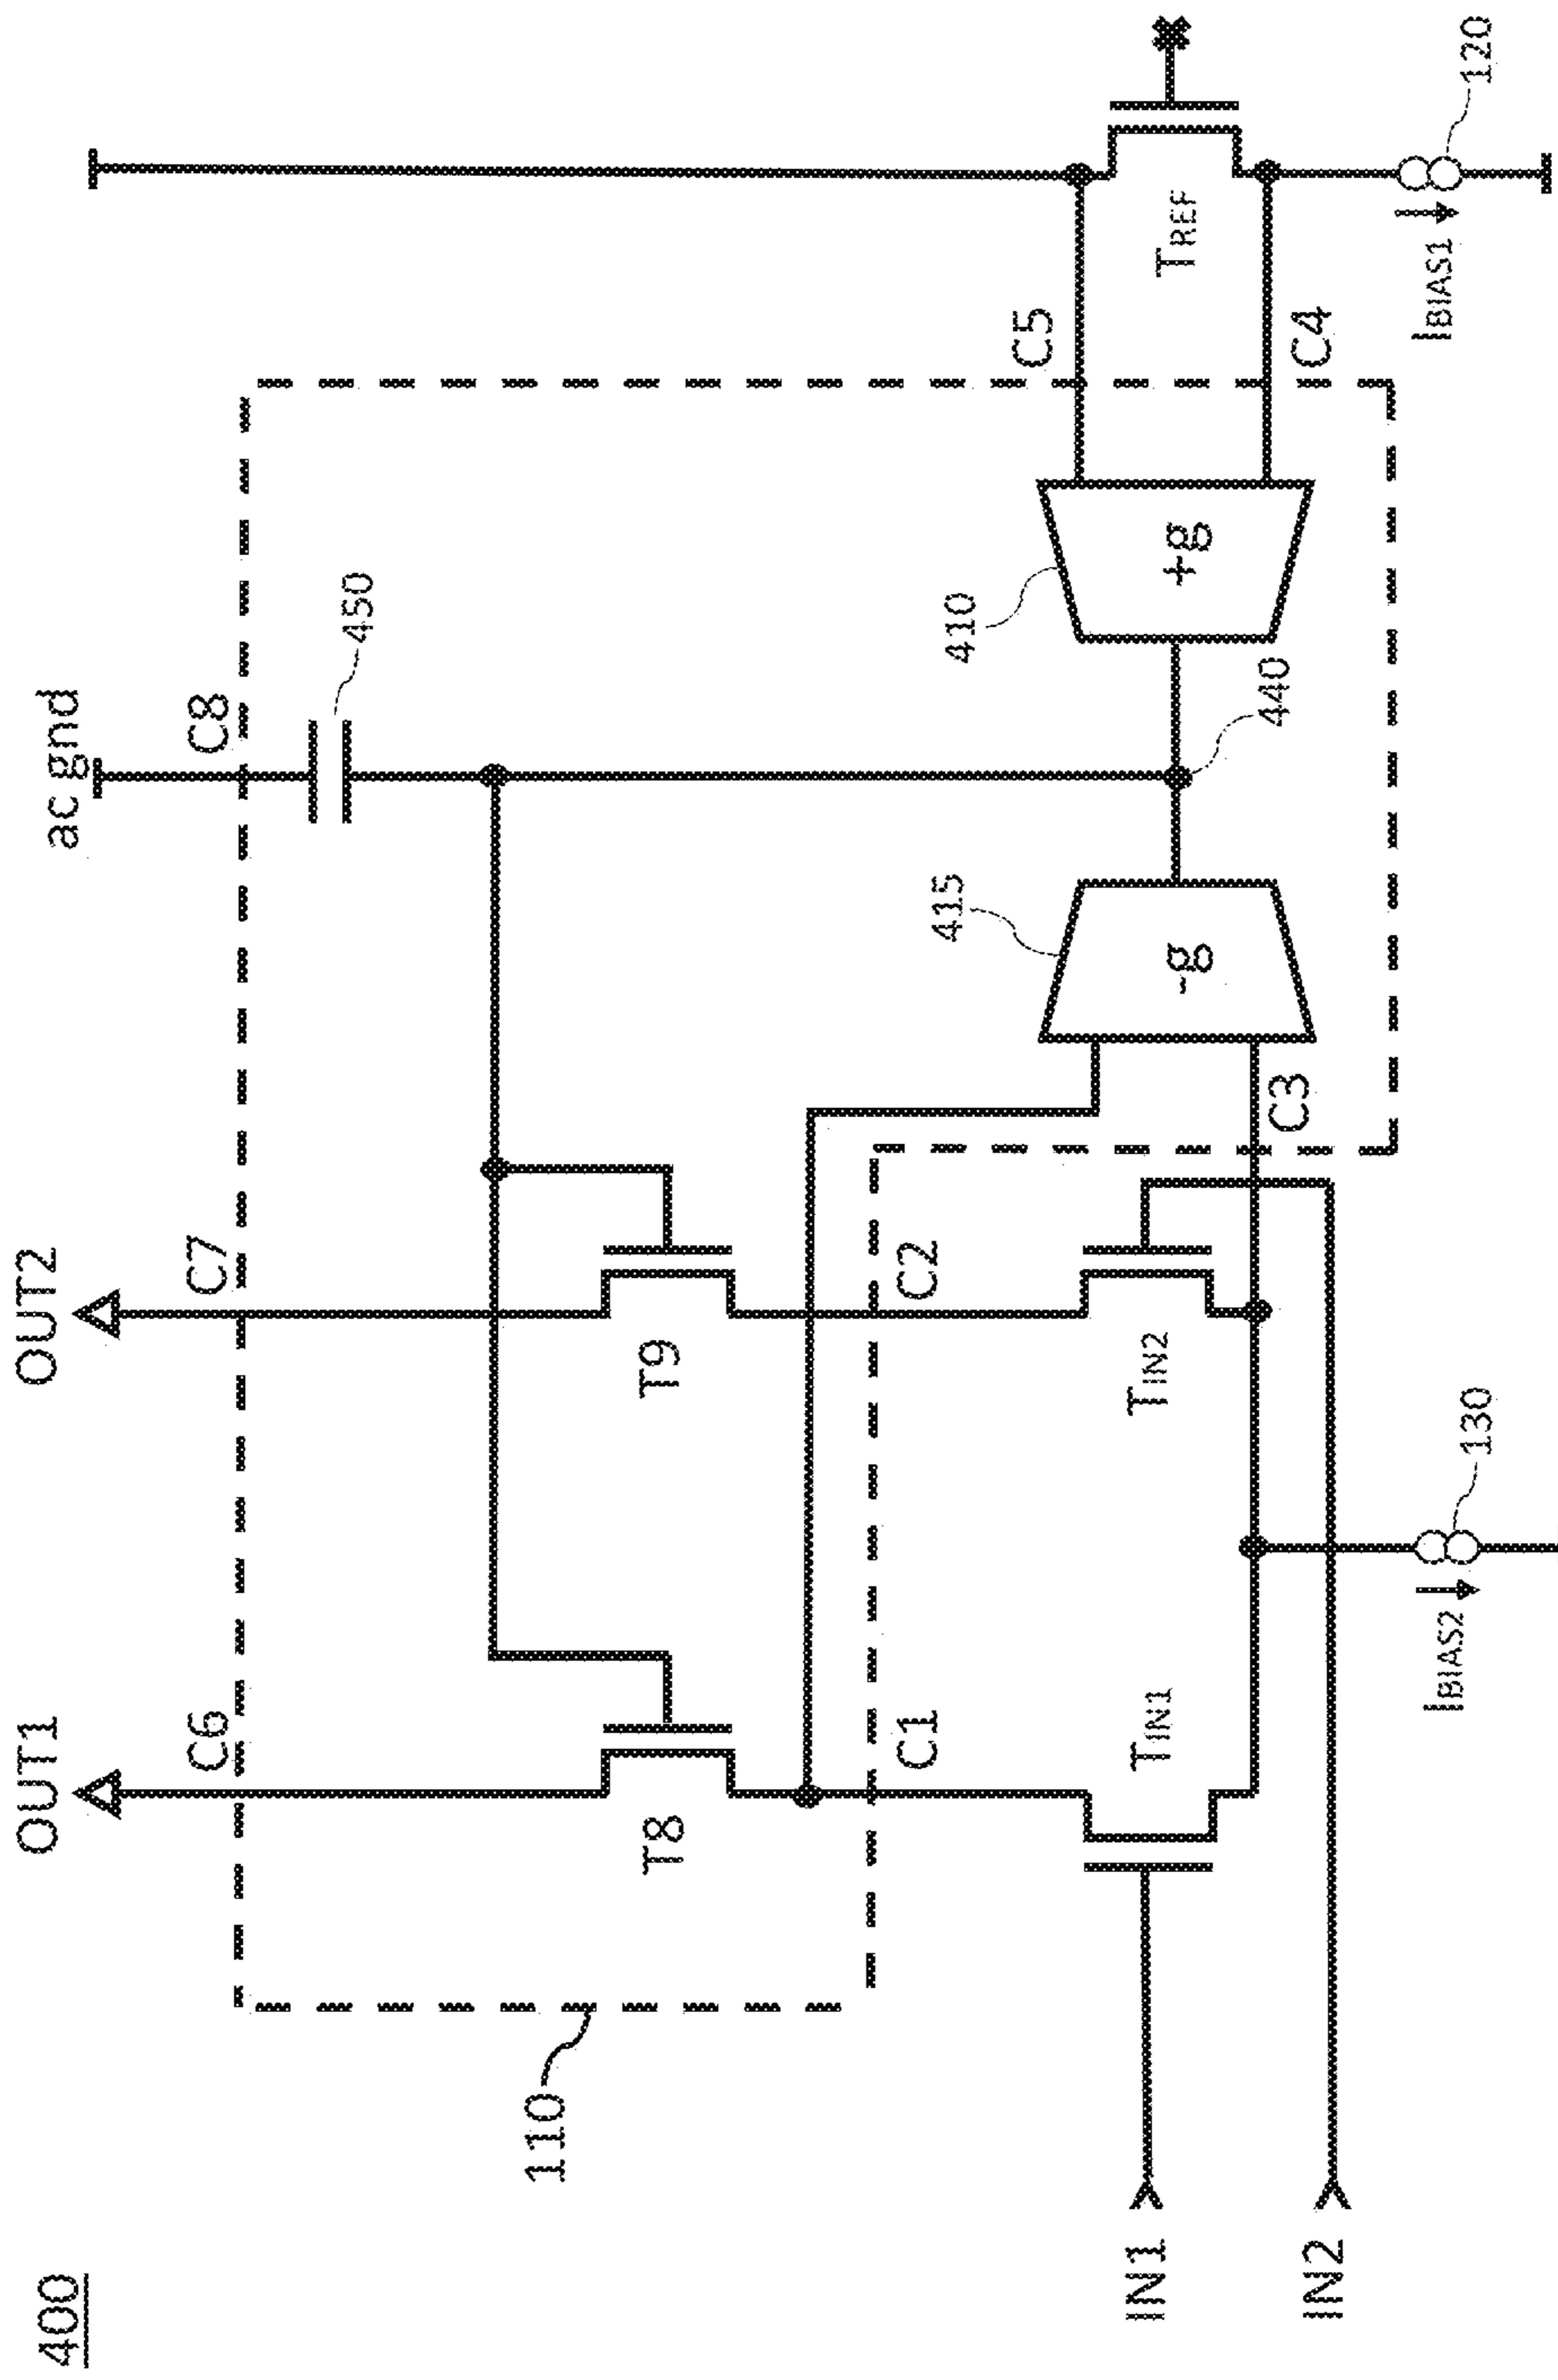 400
OUT1
OUT2
ac gnd
C6
C7
C8
450
110
T8
T9
C1
C2
415
410
C5
-g
+g
440
C3
C4
IN1
IN2
TIN1
TIN2
TREF
IBIAS2
130
IBIAS1
120